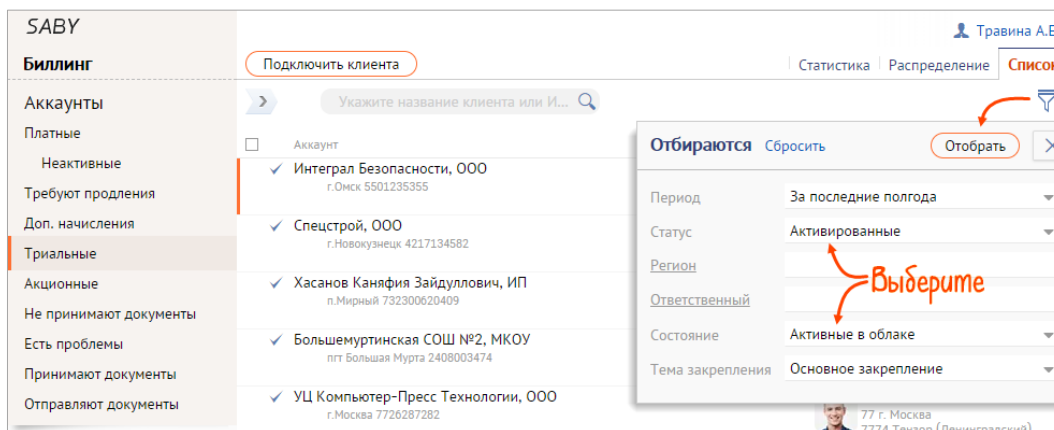 SABY
Травина А.Е
Биллинг
Подключить клиента
Статистика Распределение Список
Аккаунты
Укажите название клиента или И...
Платные
Неактивные
Требуют продления
Доп. начисления
Триальные
Акционные
Не принимают документы
Есть проблемы
Принимают документы
Отправляют документы
Аккаунт
Интеграл Безопасности, ООО
г.Омск 5501235355
Спецстрой, ООО
г.Новокузнецк 4217134582
Хасанов Каняфия Зайдуллович, ИП
п.Мирный 732300620409
Большемуртинская СОШ №2, МКОУ
пгт Большая Мурта 2408003474
УЦ Компьютер-Пресс Технологии, ООО
г.Москва 7726287282
Отбираются Сбросить Отобрать
Период За последние полгода
Статус Активированные
Регион
Выберите
Ответственный
Состояние Активные в облаке
Тема закрепления Основное закрепление
77 г. Москва
7774 Тензор (Ленинградский)